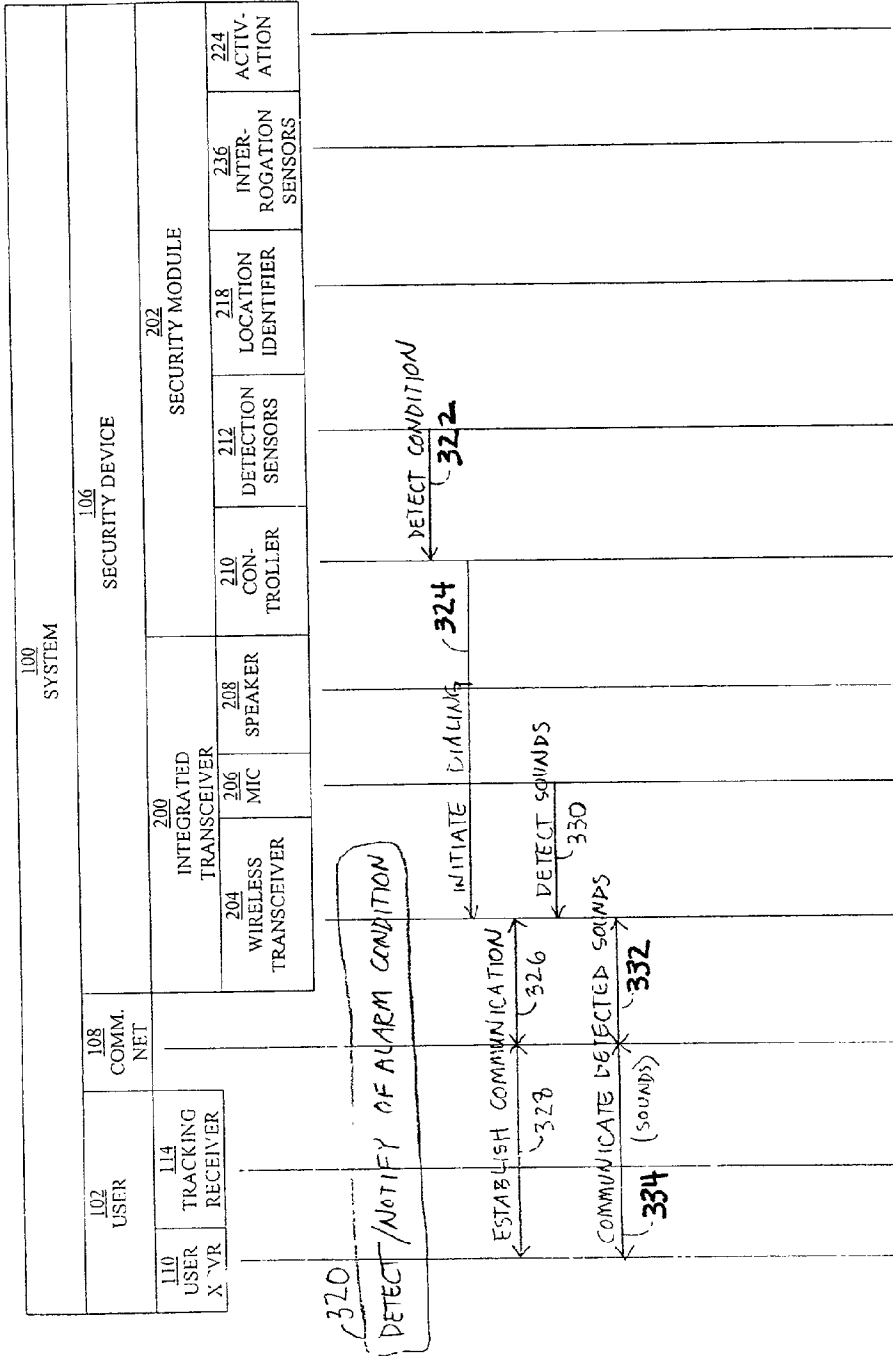 100
SYSTEM
102
USER
108
COMM.
NET
106
SECURITY DEVICE
110
USER
X VR
114
TRACKING
RECEIVER
200
INTEGRATED
TRANSCEIVER
202
SECURITY MODULE
204
WIRELESS
TRANSCEIVER
206
MIC
208
SPEAKER
210
CON-
TROLLER
212
DETECTION
SENSORS
218
LOCATION
IDENTIFIER
236
INTER-
ROGATION
SENSORS
224
ACTIV-
ATION
320
DETECT/NOTIFY OF ALARM CONDITION
DETECT CONDITION
322
INITIATE DIALING
324
ESTABLISH COMMUNICATION
328
326
DETECT SOUNDS
330
COMMUNICATE DETECTED SOUNDS
334
(SOUNDS)
332